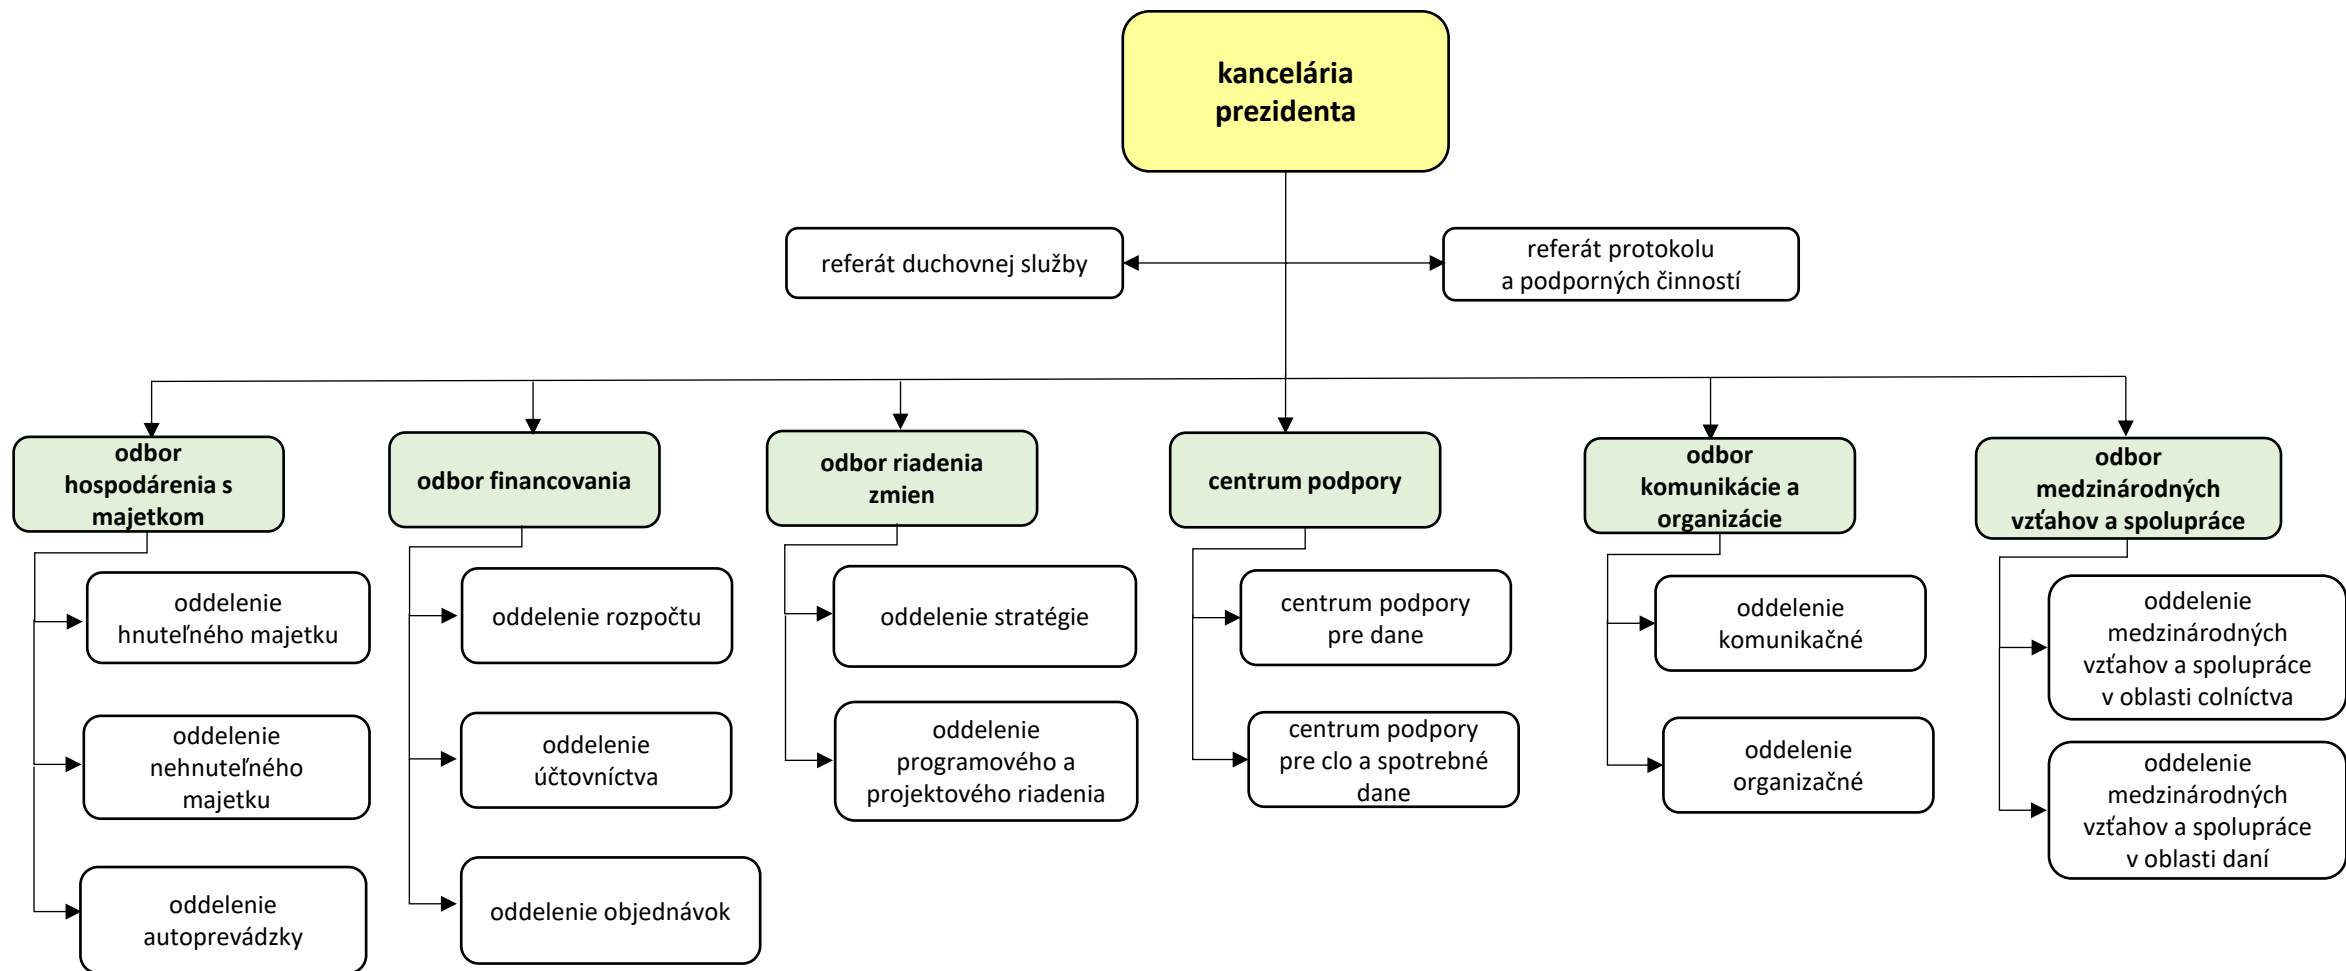 kancelária
prezidenta
referát duchovnej služby
referát protokolu
a podporných činností
odbor
hospodárenia s
majetkom
odbor financovania
odbor riadenia
zmien
centrum podpory
odbor
komunikácie a
organizácie
odbor
medzinárodných
vzťahov a spolupráce
oddelenie
hnuteľného majetku
oddelenie
nehnuteľného
majetku
oddelenie
autoprevádzky
oddelenie rozpočtu
oddelenie
účtovníctva
oddelenie objednávok
oddelenie stratégie
oddelenie
programového a
projektového riadenia
centrum podpory
pre dane
centrum podpory
pre clo a spotrebné
dane
oddelenie
komunikačné
oddelenie
organizačné
oddelenie
medzinárodných
vzťahov a spolupráce
v oblasti colníctva
oddelenie
medzinárodných
vzťahov a spolupráce
v oblasti daní